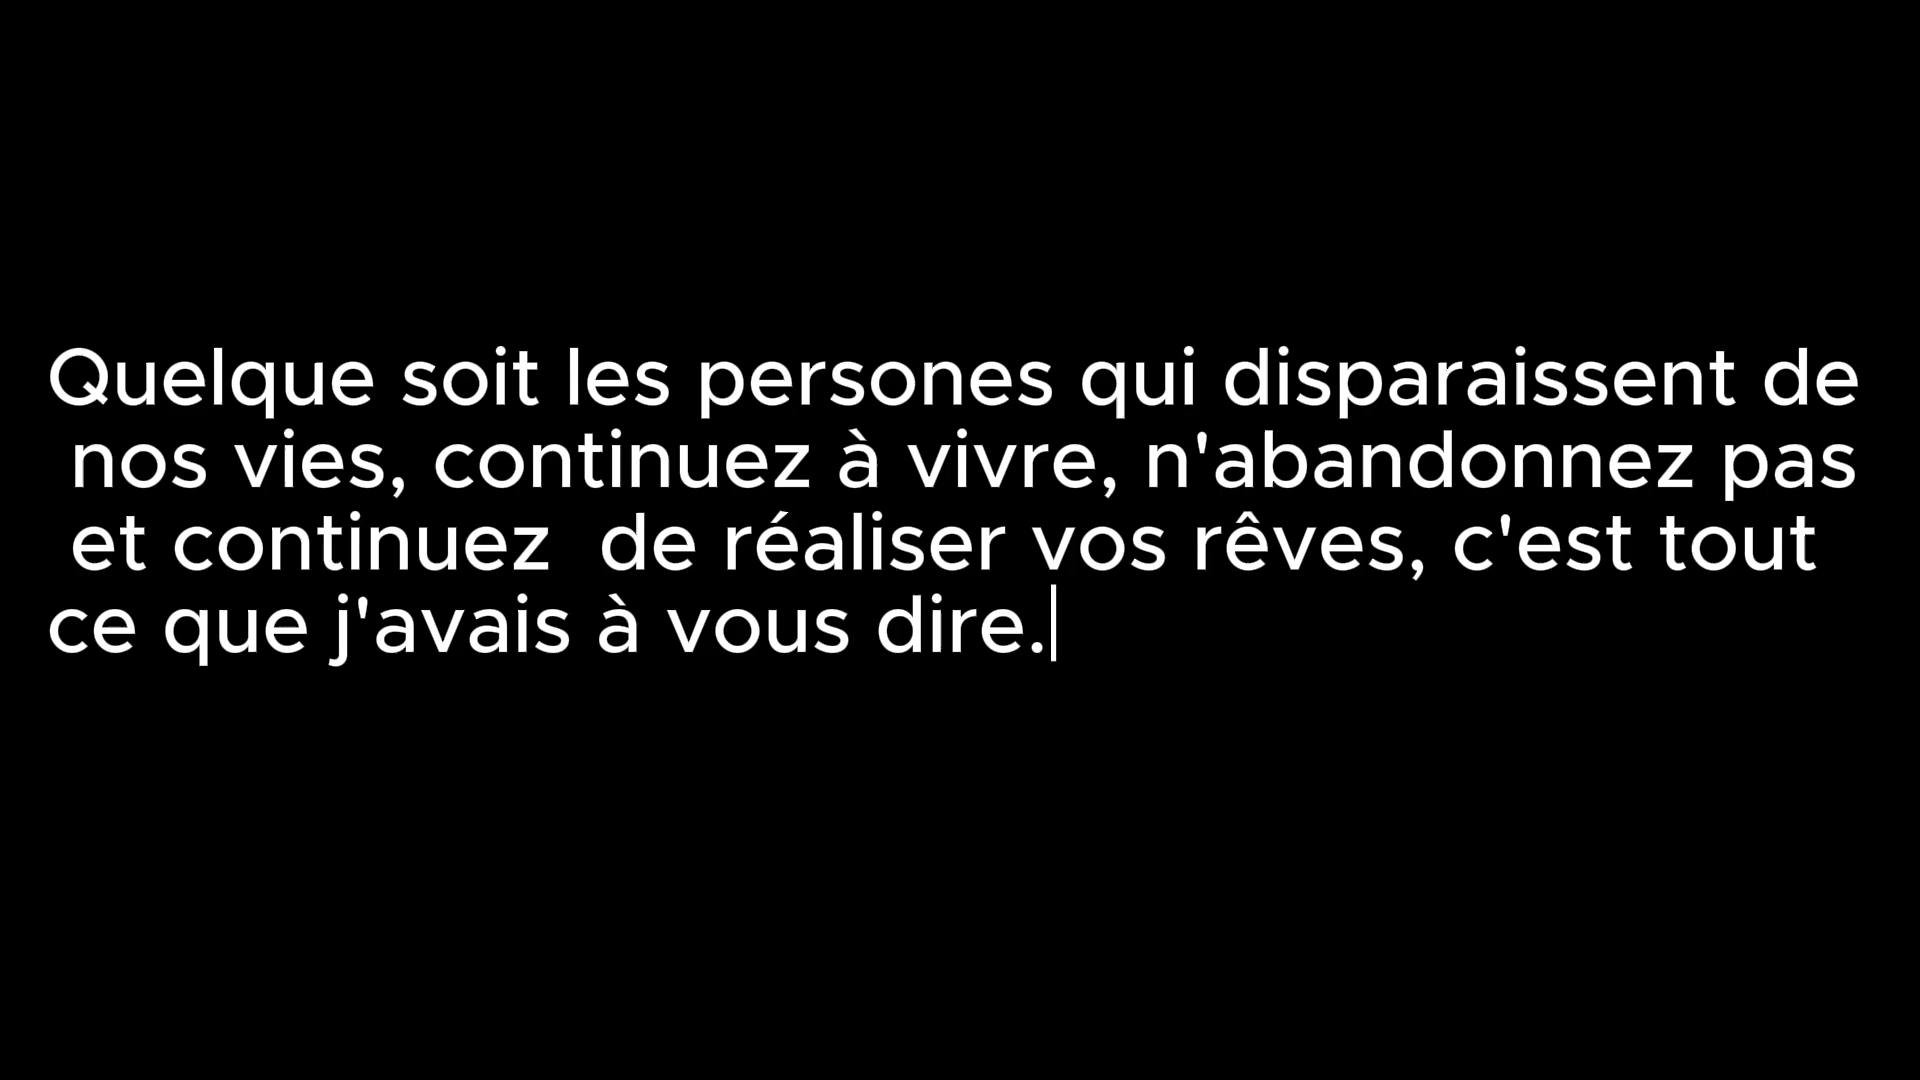 Quelque soit les persones qui disparaissent de
nos vies, continuez à vivre, n'abandonnez pas
et continuez  de réaliser vos rêves, c'est tout
ce que j'avais à vous dire.